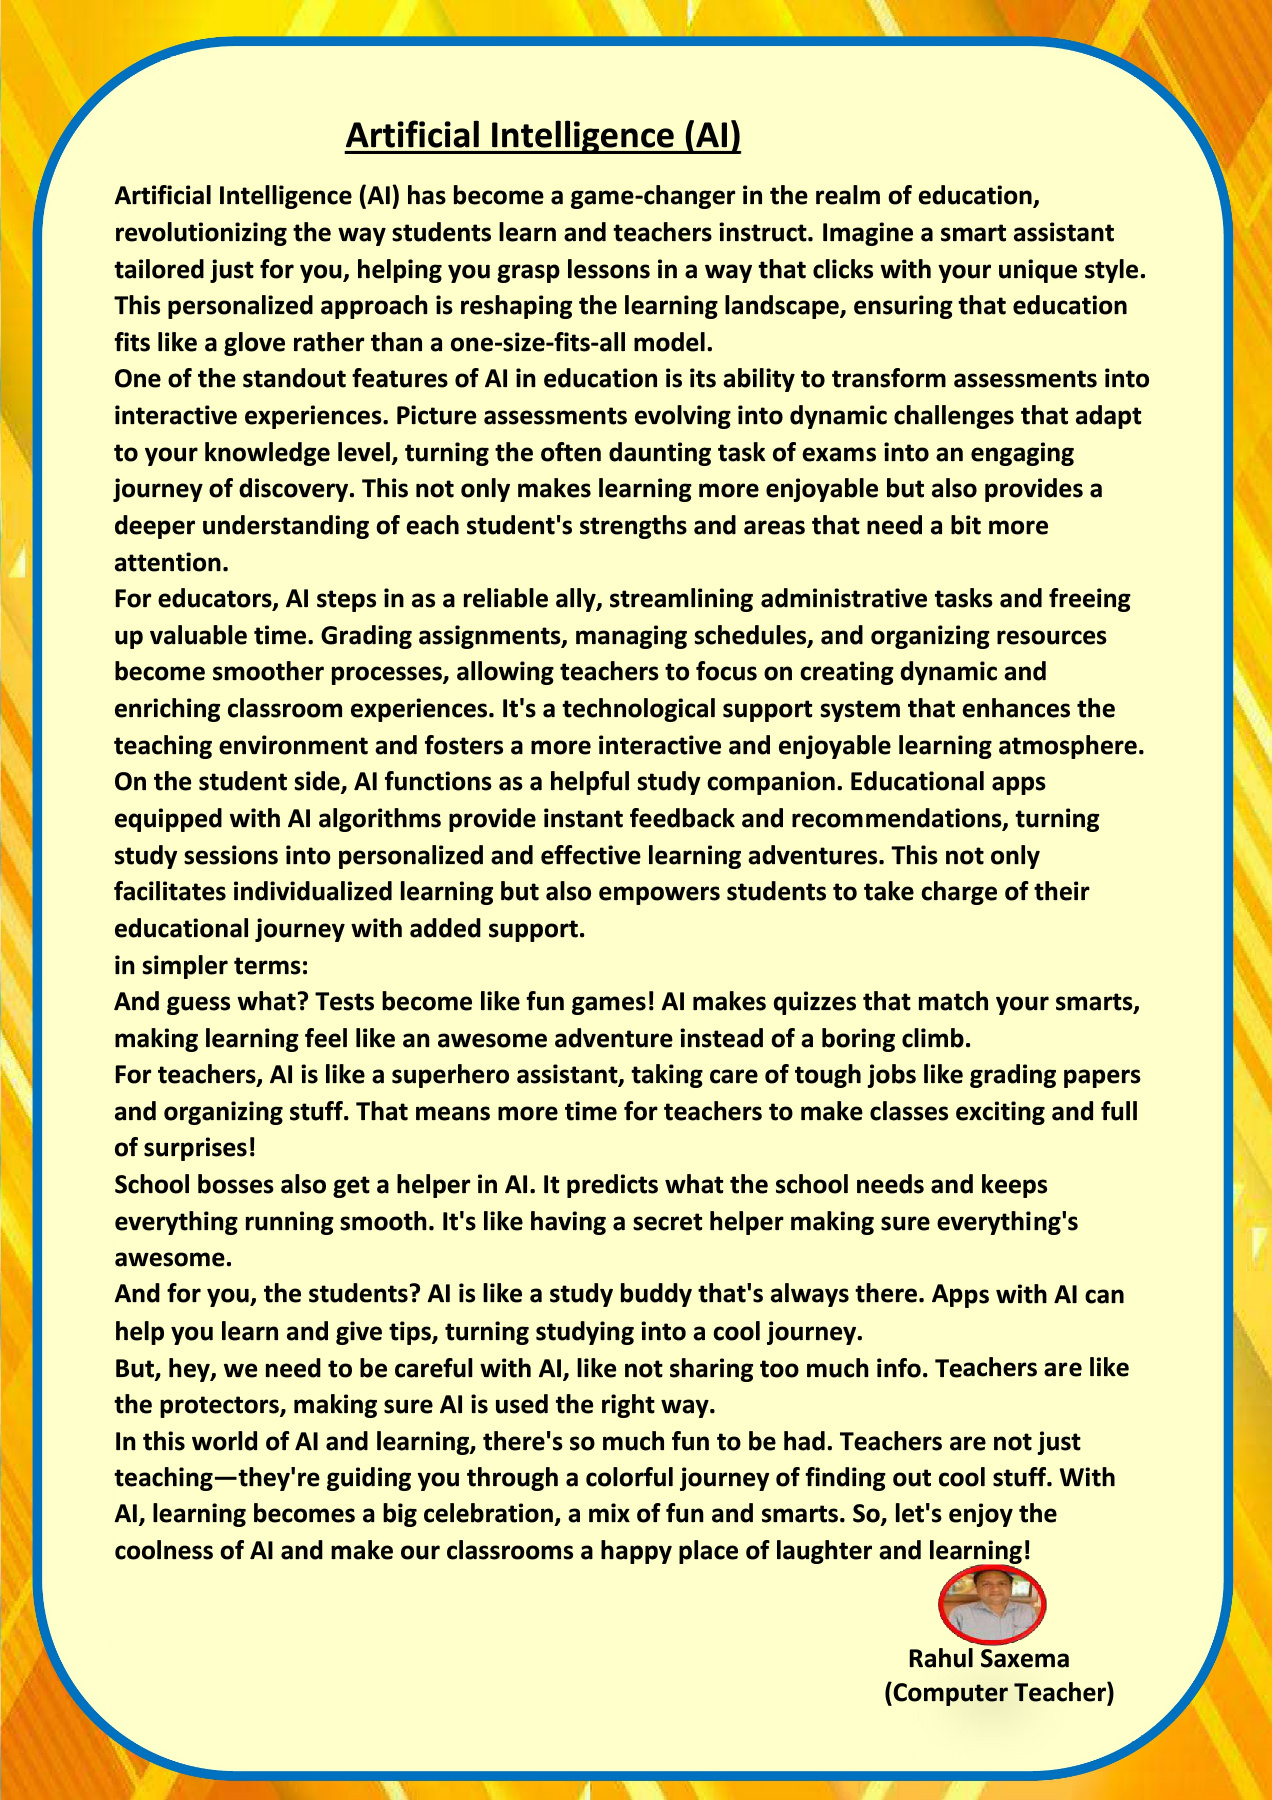 Artificial Intelligence (AI)
Artificial Intelligence (AI) has become a game-changer in the realm of education,
revolutionizing the way students learn and teachers instruct. Imagine a smart assistant
tailored just for you, helping you grasp lessons in a way that clicks with your unique style.
This personalized approach is reshaping the learning landscape, ensuring that education
fits like a glove rather than a one-size-fits-all model.
One of the standout features of AI in education is its ability to transform assessments into
interactive experiences. Picture assessments evolving into dynamic challenges that adapt
to your knowledge level, turning the often daunting task of exams into an engaging
journey of discovery. This not only makes learning more enjoyable but also provides a
deeper understanding of each student's strengths and areas that need a bit more
attention.
For educators, AI steps in as a reliable ally, streamlining administrative tasks and freeing
up valuable time. Grading assignments, managing schedules, and organizing resources
become smoother processes, allowing teachers to focus on creating dynamic and
enriching classroom experiences. It's a technological support system that enhances the
teaching environment and fosters a more interactive and enjoyable learning atmosphere.
On the student side, AI functions as a helpful study companion. Educational apps
equipped with AI algorithms provide instant feedback and recommendations, turning
study sessions into personalized and effective learning adventures. This not only
facilitates individualized learning but also empowers students to take charge of their
educational journey with added support.
in simpler terms:
And guess what? Tests become like fun games! AI makes quizzes that match your smarts,
making learning feel like an awesome adventure instead of a boring climb.
For teachers, AI is like a superhero assistant, taking care of tough jobs like grading papers
and organizing stuff. That means more time for teachers to make classes exciting and full
of surprises!
School bosses also get a helper in AI. It predicts what the school needs and keeps
everything running smooth. It's like having a secret helper making sure everything's
awesome.
And for you, the students? AI is like a study buddy that's always there. Apps with AI can
help you learn and give tips, turning studying into a cool journey.
But, hey, we need to be careful with AI, like not sharing too much info. Teachers are like
the protectors, making sure AI is used the right way.
In this world of AI and learning, there's so much fun to be had. Teachers are not just
teaching—they're guiding you through a colorful journey of finding out cool stuff. With
AI, learning becomes a big celebration, a mix of fun and smarts. So, let's enjoy the
coolness of AI and make our classrooms a happy place of laughter and learning!
Rahul Saxema
(Computer Teacher)